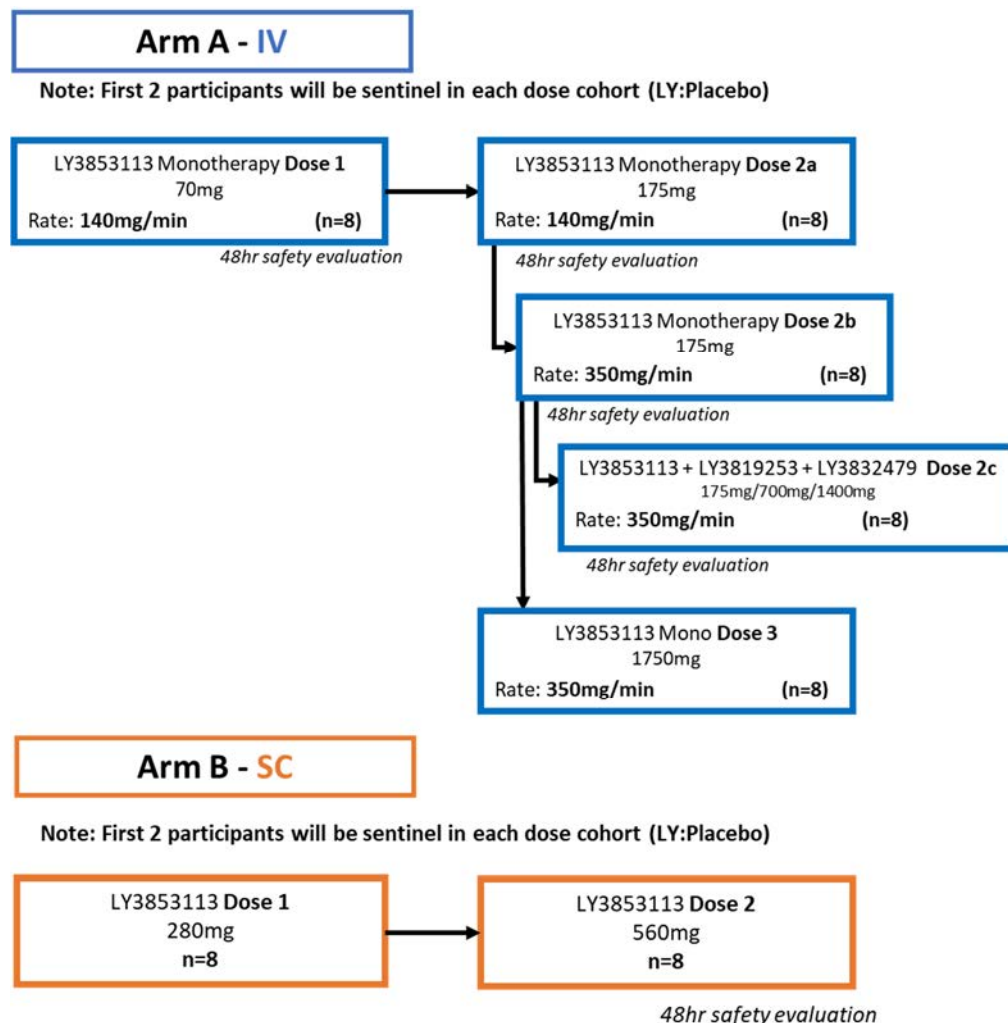 Arm A - IV
Note: First 2 participants will be sentinel in each dose cohort (LY:Placebo)
LY3853113 Monotherapy Dose 1
70mg
Rate: 140mg/min (n=8)
48hr safety evaluation
LY3853113 Monotherapy Dose 2a
175mg
Rate: 140mg/min (n=8)
48hr safety evaluation
LY3853113 Monotherapy Dose 2b
175mg
Rate: 350mg/min (n=8)
48hr safety evaluation
LY3853113 + LY3819253 + LY3832479 Dose 2c
175mg/700mg/1400mg
Rate: 350mg/min (n=8)
48hr safety evaluation
LY3853113 Mono Dose 3
1750mg
Rate: 350mg/min (n=8)
Arm B - SC
Note: First 2 participants will be sentinel in each dose cohort (LY:Placebo)
LY3853113 Dose 1
280mg
n=8
LY3853113 Dose 2
560mg
n=8
48hr safety evaluation